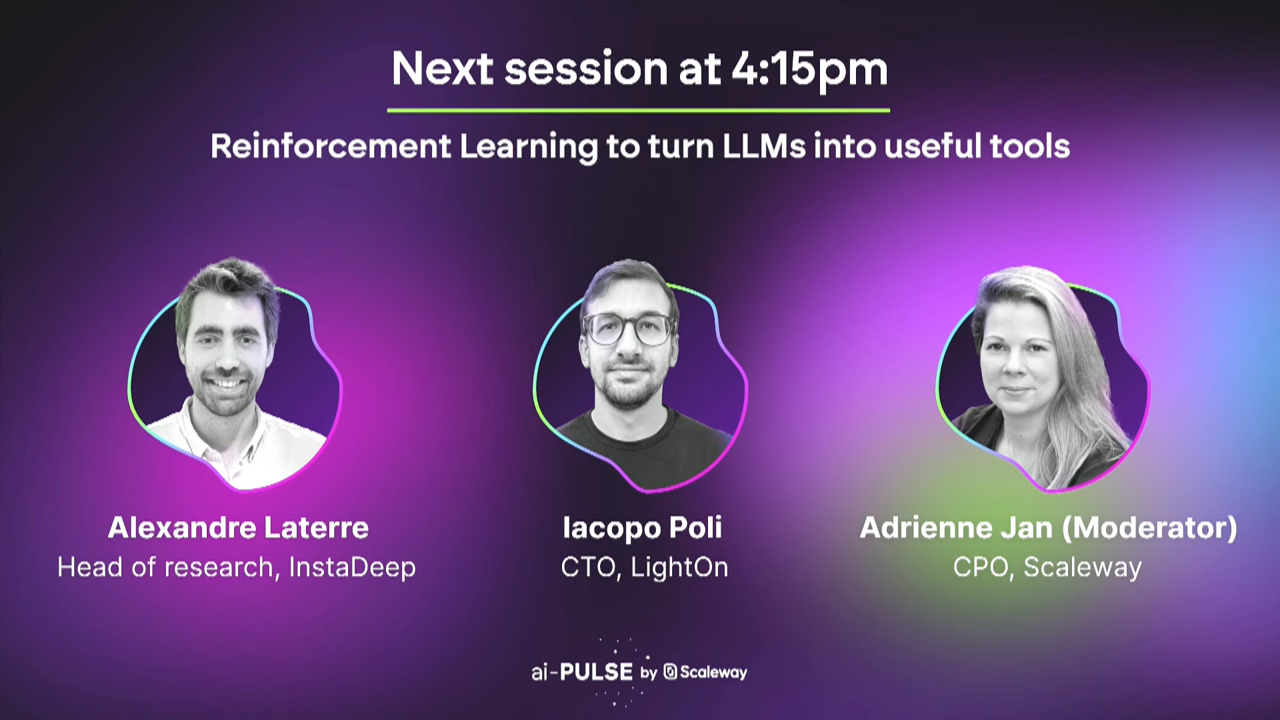 Next session at 4:15pm
Reinforcement Learning to turn LLMs into useful tools
Alexandre Laterre
Head of research, InstaDeep
Iacopo Poli
CTO, LightOn
Adrienne Jan (Moderator)
CPO, Scaleway
ai-PULSE by Scaleway